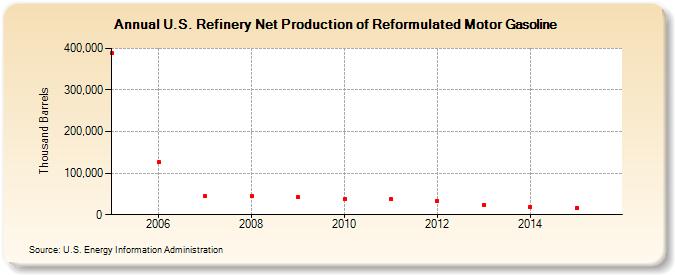 Annual U.S. Refinery Net Production of Reformulated Motor Gasoline
Thousand Barrels
400,000
300,000
200,000
100,000
0
2006 2008 2010 2012 2014
Source: U.S. Energy Information Administration